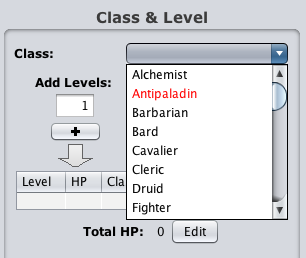 Class & Level
Class:
Alchemist
Antipaladin
Barbarian
Bard
Cavalier
Cleric
Druid
Fighter
Add Levels:
1
+
Level HP Cla
Total HP: 0 Edit